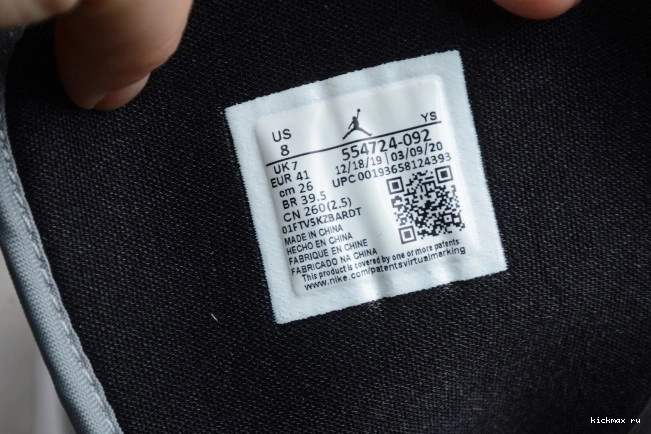 US
8
YS
UK 7
554724-092
EUR 41
12/18/19 | 03/09/20
cm 26
UPC 00193658124393
BR 39.5
CN 260(2.5)
01FTV5KZBARDT
MADE IN CHINA
HECHO EN CHINA
FABRIQUE EN CHINE
FABRICADO NA CHINA
This product is covered by one or more patents
www.nike.com/patentsvirtualmarking
kickmax ru